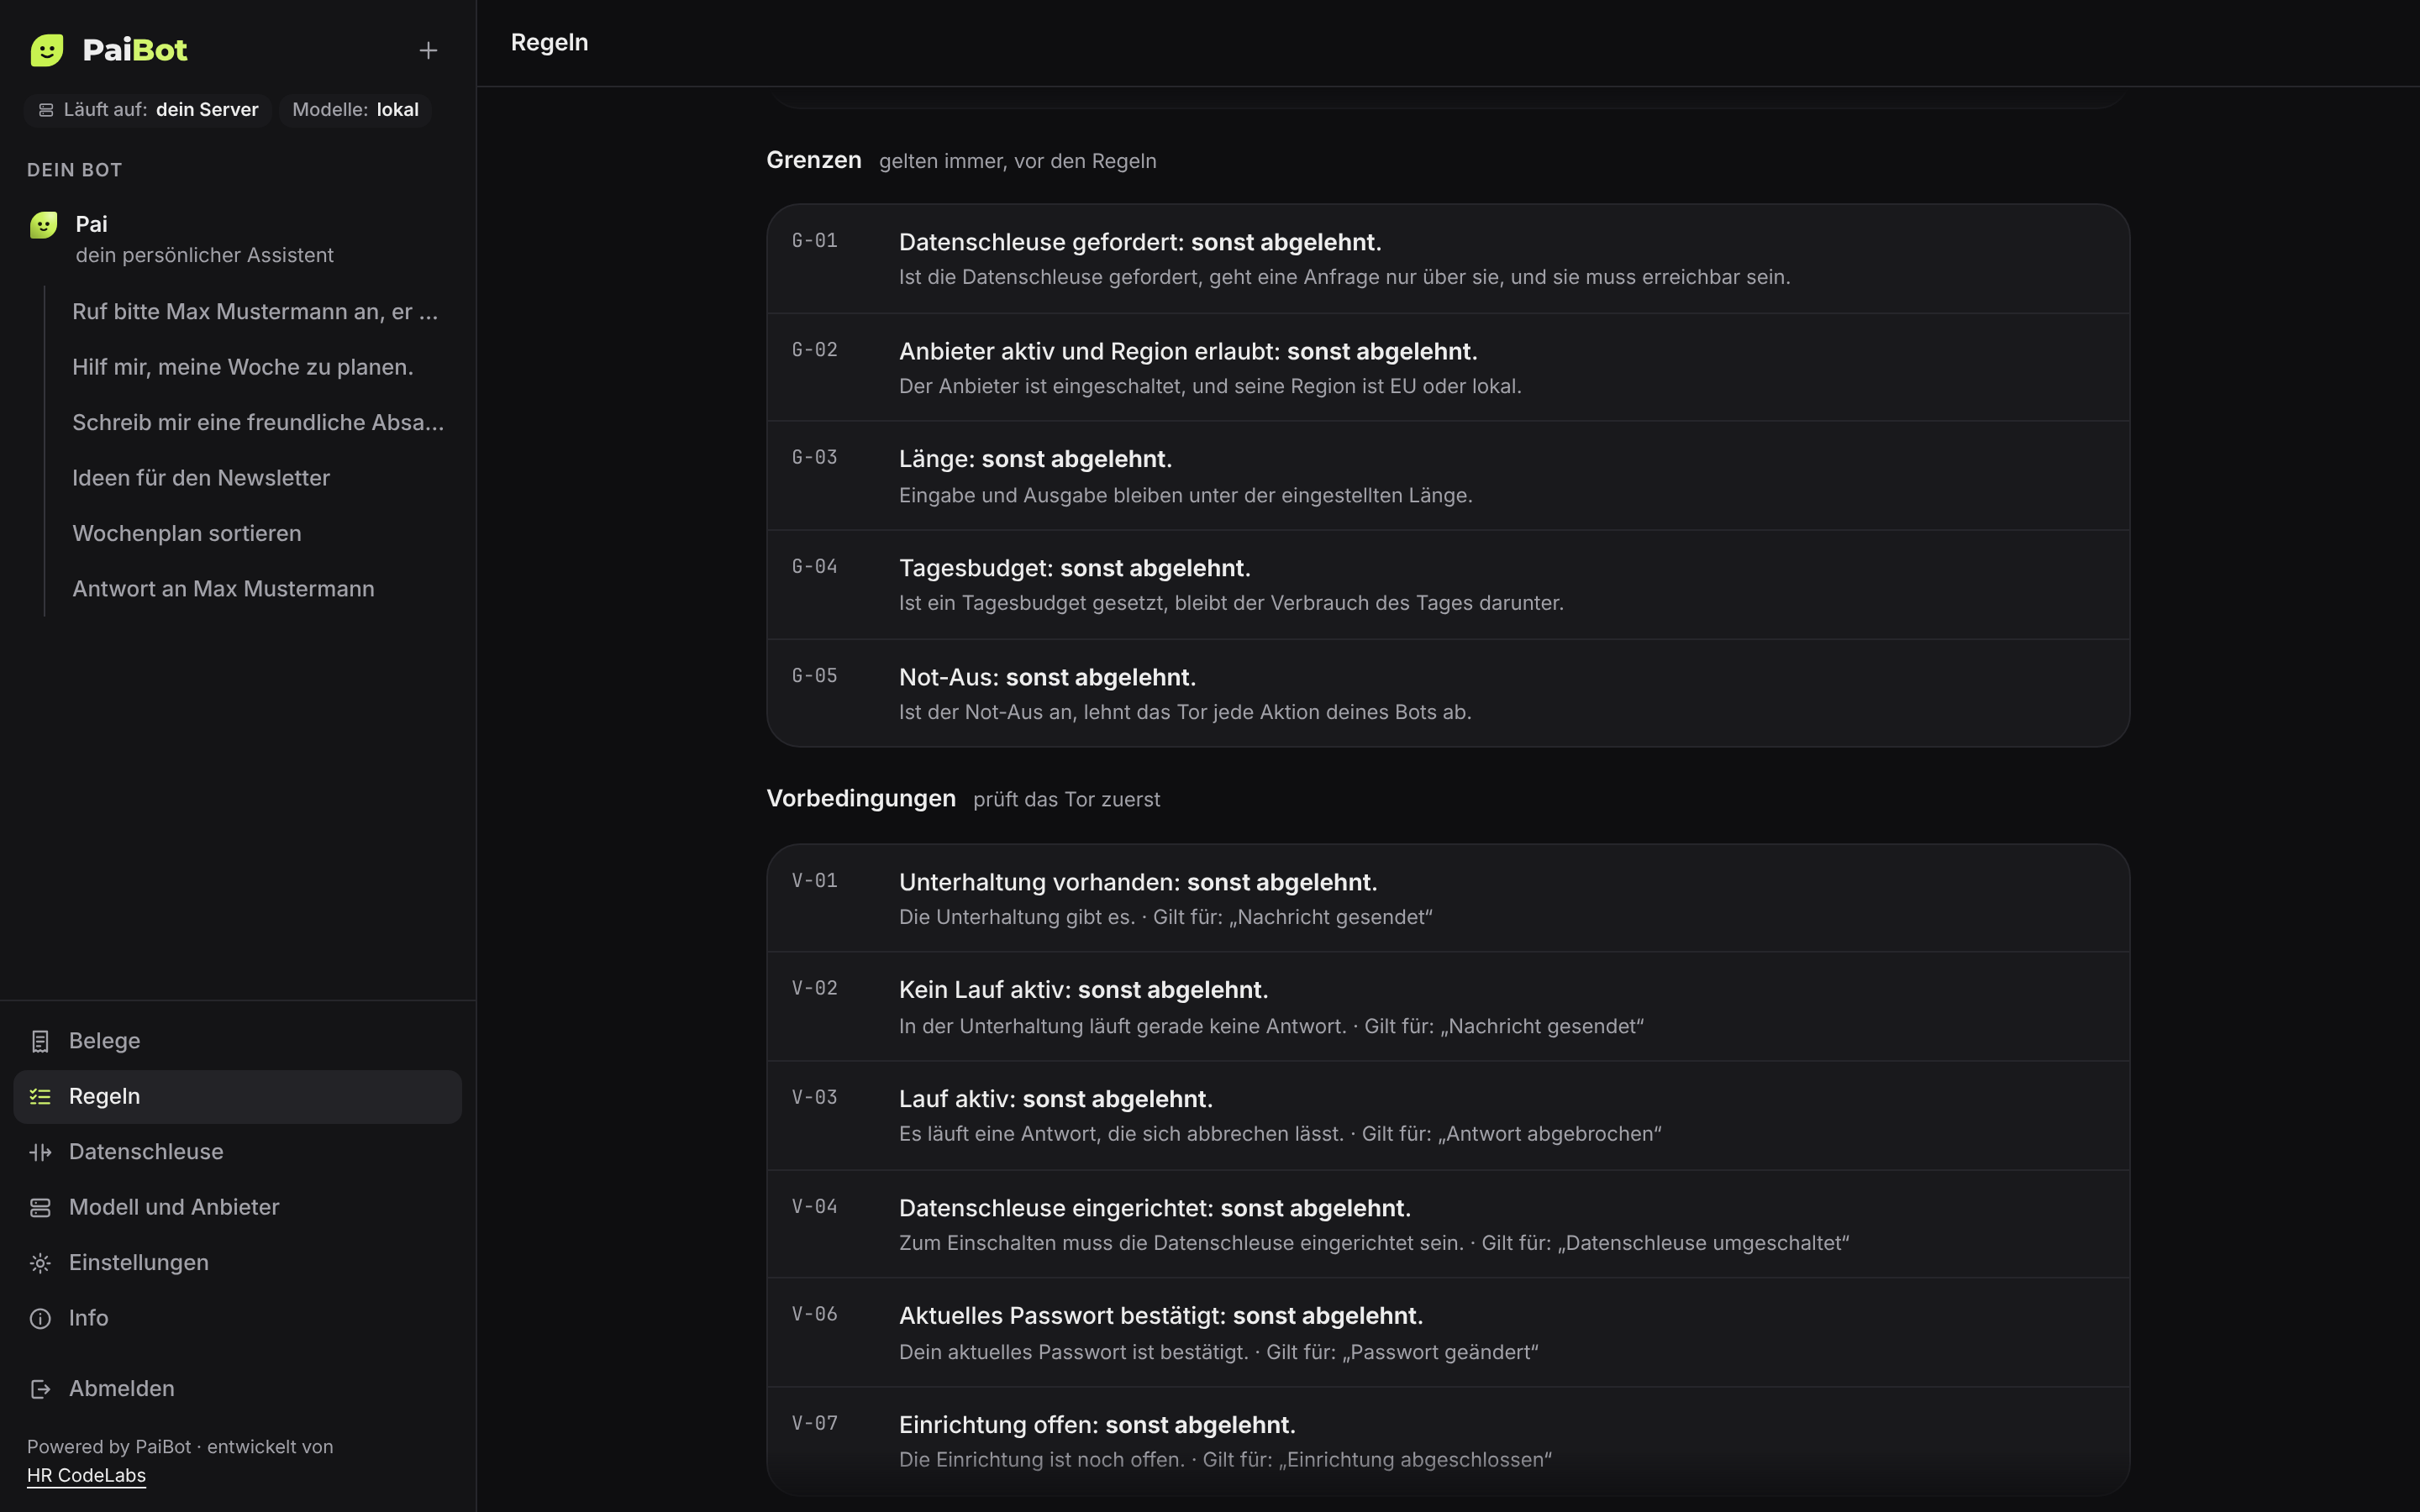 PaiBot
Läuft auf: dein Server
Modelle: lokal
DEIN BOT
Pai
dein persönlicher Assistent
Ruf bitte Max Mustermann an, er ...
Hilf mir, meine Woche zu planen.
Schreib mir eine freundliche Absa...
Ideen für den Newsletter
Wochenplan sortieren
Antwort an Max Mustermann
Belege
Regeln
Datenschleuse
Modell und Anbieter
Einstellungen
Info
Abmelden
Powered by PaiBot · entwickelt von
HR CodeLabs
Regeln
Grenzen gelten immer, vor den Regeln
G-01 Datenschleuse gefordert: sonst abgelehnt.
Ist die Datenschleuse gefordert, geht eine Anfrage nur über sie, und sie muss erreichbar sein.
G-02 Anbieter aktiv und Region erlaubt: sonst abgelehnt.
Der Anbieter ist eingeschaltet, und seine Region ist EU oder lokal.
G-03 Länge: sonst abgelehnt.
Eingabe und Ausgabe bleiben unter der eingestellten Länge.
G-04 Tagesbudget: sonst abgelehnt.
Ist ein Tagesbudget gesetzt, bleibt der Verbrauch des Tages darunter.
G-05 Not-Aus: sonst abgelehnt.
Ist der Not-Aus an, lehnt das Tor jede Aktion deines Bots ab.
Vorbedingungen prüft das Tor zuerst
V-01 Unterhaltung vorhanden: sonst abgelehnt.
Die Unterhaltung gibt es. · Gilt für: „Nachricht gesendet“
V-02 Kein Lauf aktiv: sonst abgelehnt.
In der Unterhaltung läuft gerade keine Antwort. · Gilt für: „Nachricht gesendet“
V-03 Lauf aktiv: sonst abgelehnt.
Es läuft eine Antwort, die sich abbrechen lässt. · Gilt für: „Antwort abgebrochen“
V-04 Datenschleuse eingerichtet: sonst abgelehnt.
Zum Einschalten muss die Datenschleuse eingerichtet sein. · Gilt für: „Datenschleuse umgeschaltet“
V-06 Aktuelles Passwort bestätigt: sonst abgelehnt.
Dein aktuelles Passwort ist bestätigt. · Gilt für: „Passwort geändert“
V-07 Einrichtung offen: sonst abgelehnt.
Die Einrichtung ist noch offen. · Gilt für: „Einrichtung abgeschlossen“